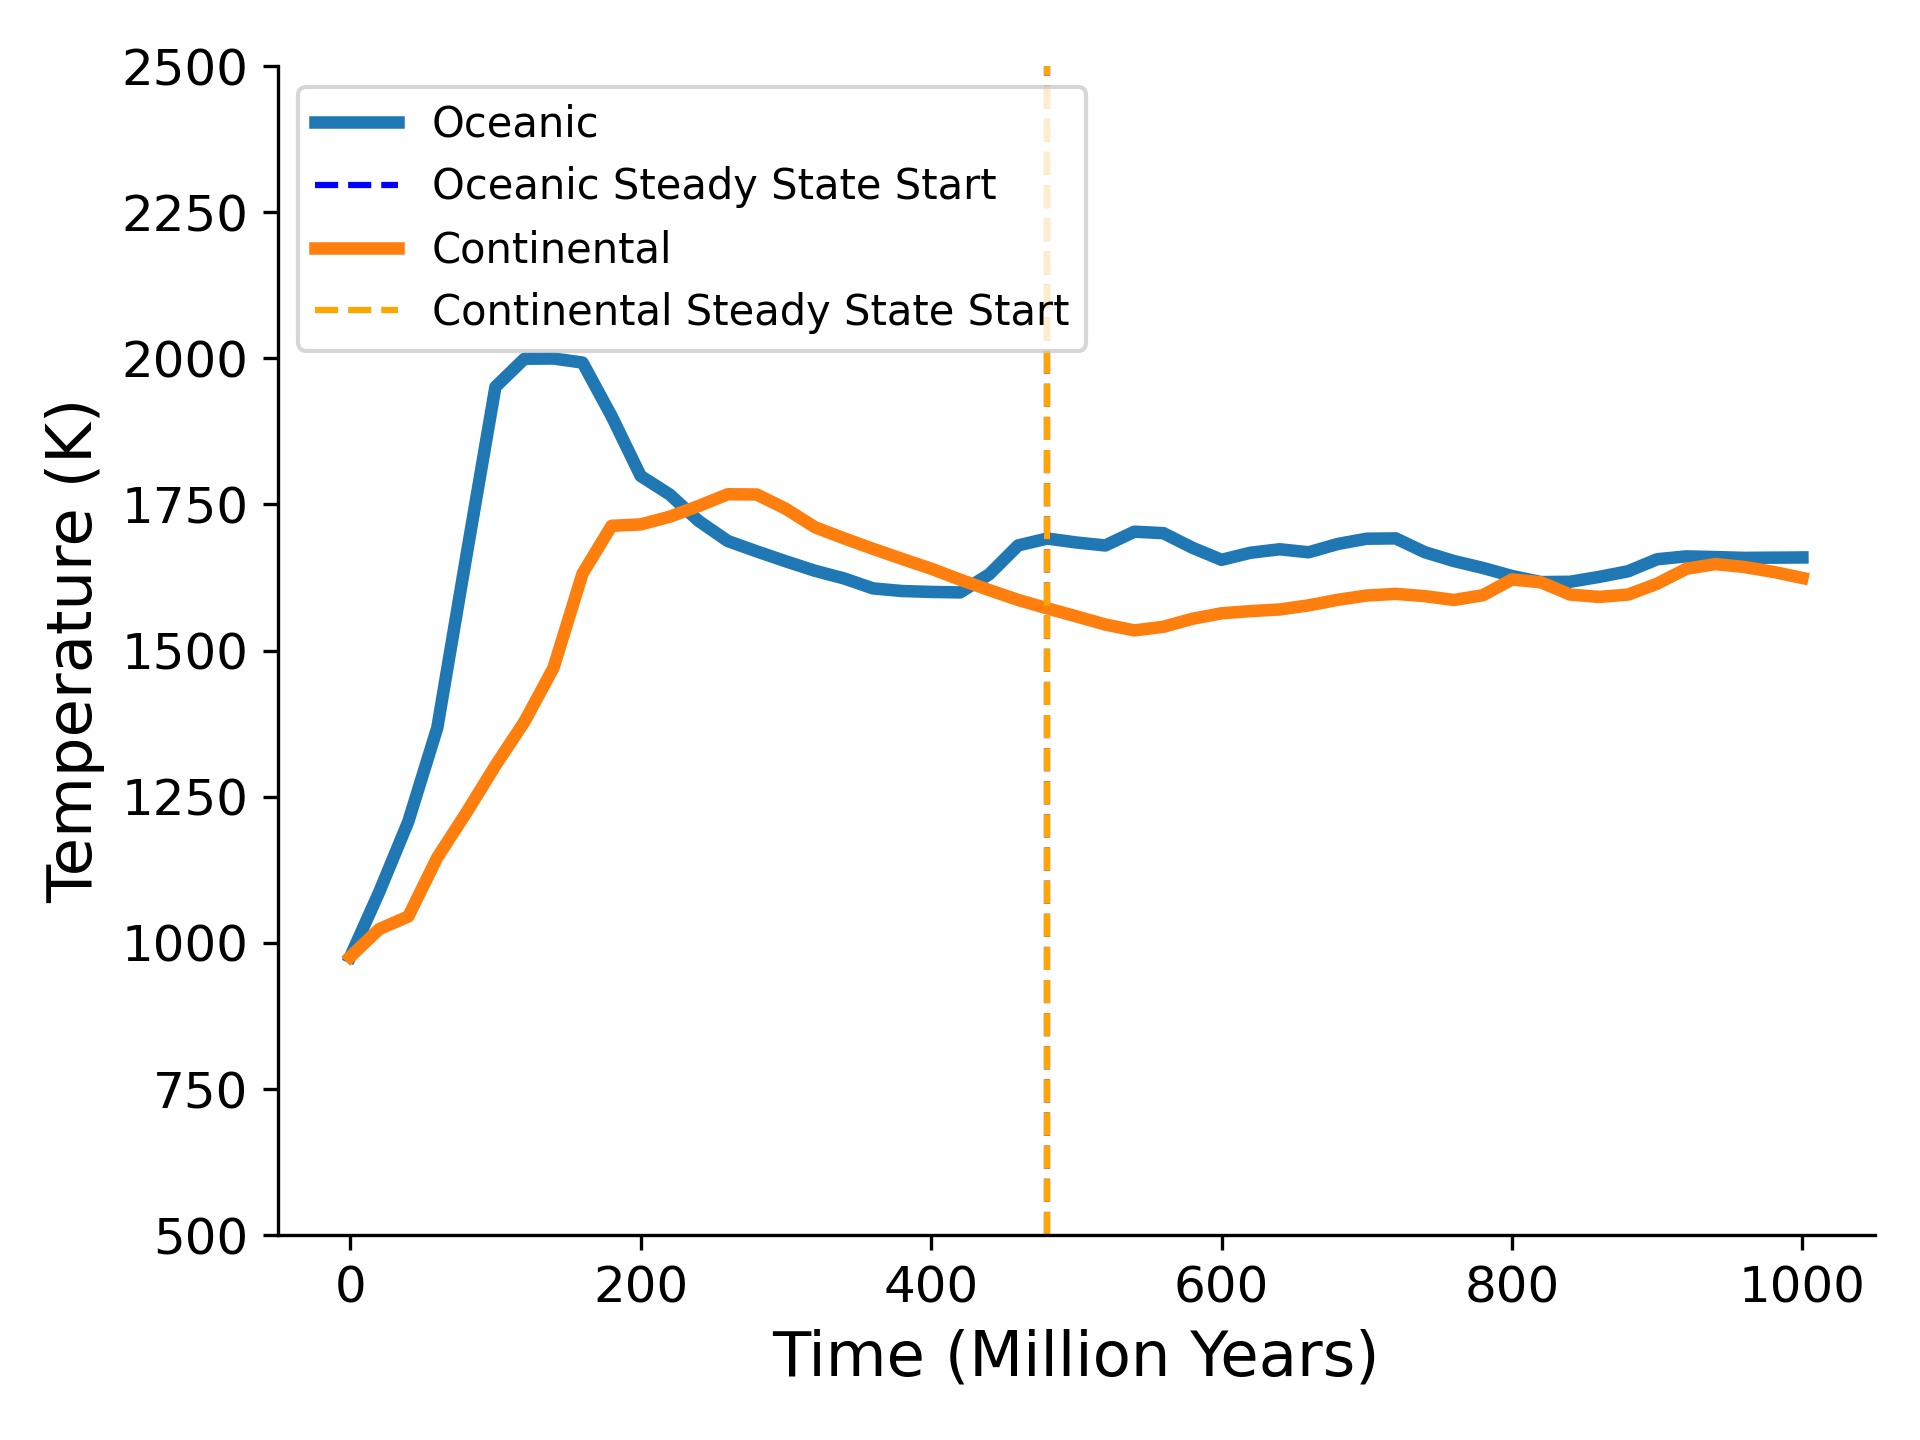 2500
2250
2000
1750
1500
1250
1000
750
500
Temperature (K)
Oceanic
Oceanic Steady State Start
Continental
Continental Steady State Start
0 200 400 600 800 1000
Time (Million Years)